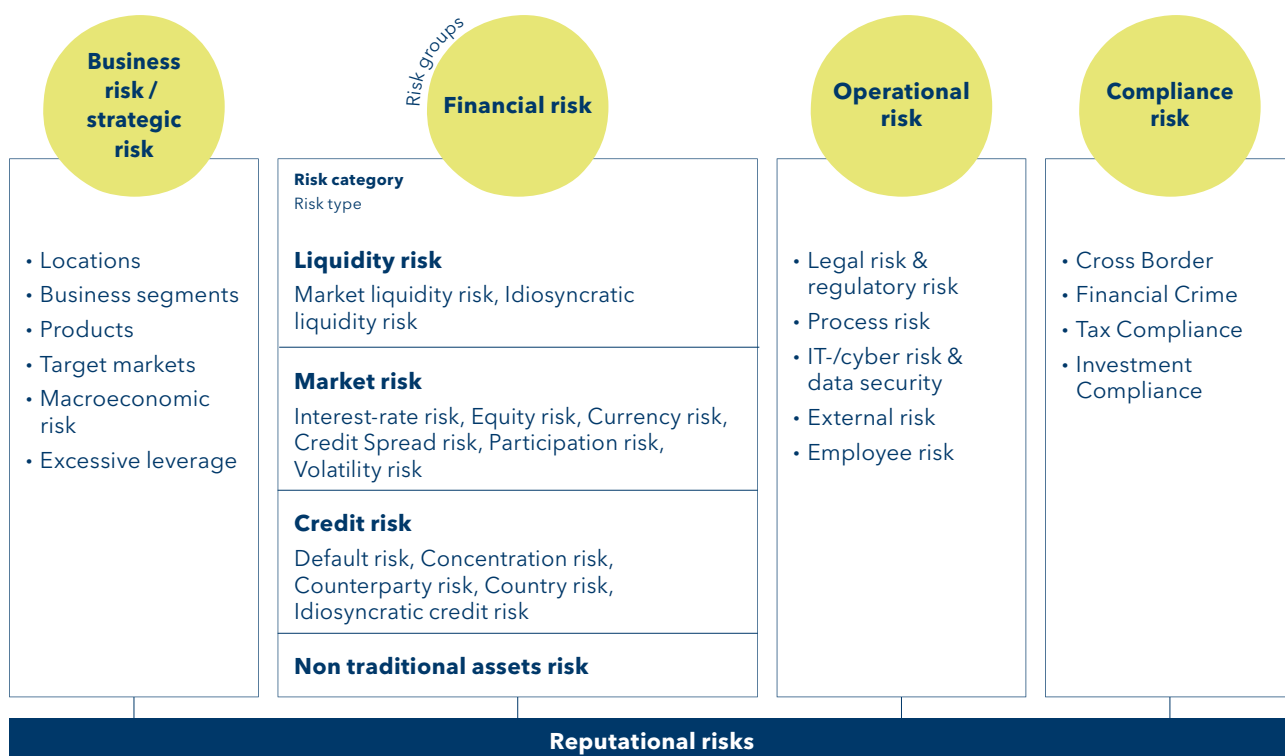 Business
risk /
strategic
risk
• Locations
• Business segments
• Products
• Target markets
• Macroeconomic
risk
• Excessive leverage
Risk groups
Financial risk
Risk category
Risk type
Liquidity risk
Market liquidity risk, Idiosyncratic
liquidity risk
Market risk
Interest-rate risk, Equity risk, Currency risk,
Credit Spread risk, Participation risk,
Volatility risk
Credit risk
Default risk, Concentration risk,
Counterparty risk, Country risk,
Idiosyncratic credit risk
Non traditional assets risk
Operational
risk
• Legal risk &
regulatory risk
• Process risk
• IT-/cyber risk &
data security
• External risk
• Employee risk
Compliance
risk
• Cross Border
• Financial Crime
• Tax Compliance
• Investment
Compliance
Reputational risks